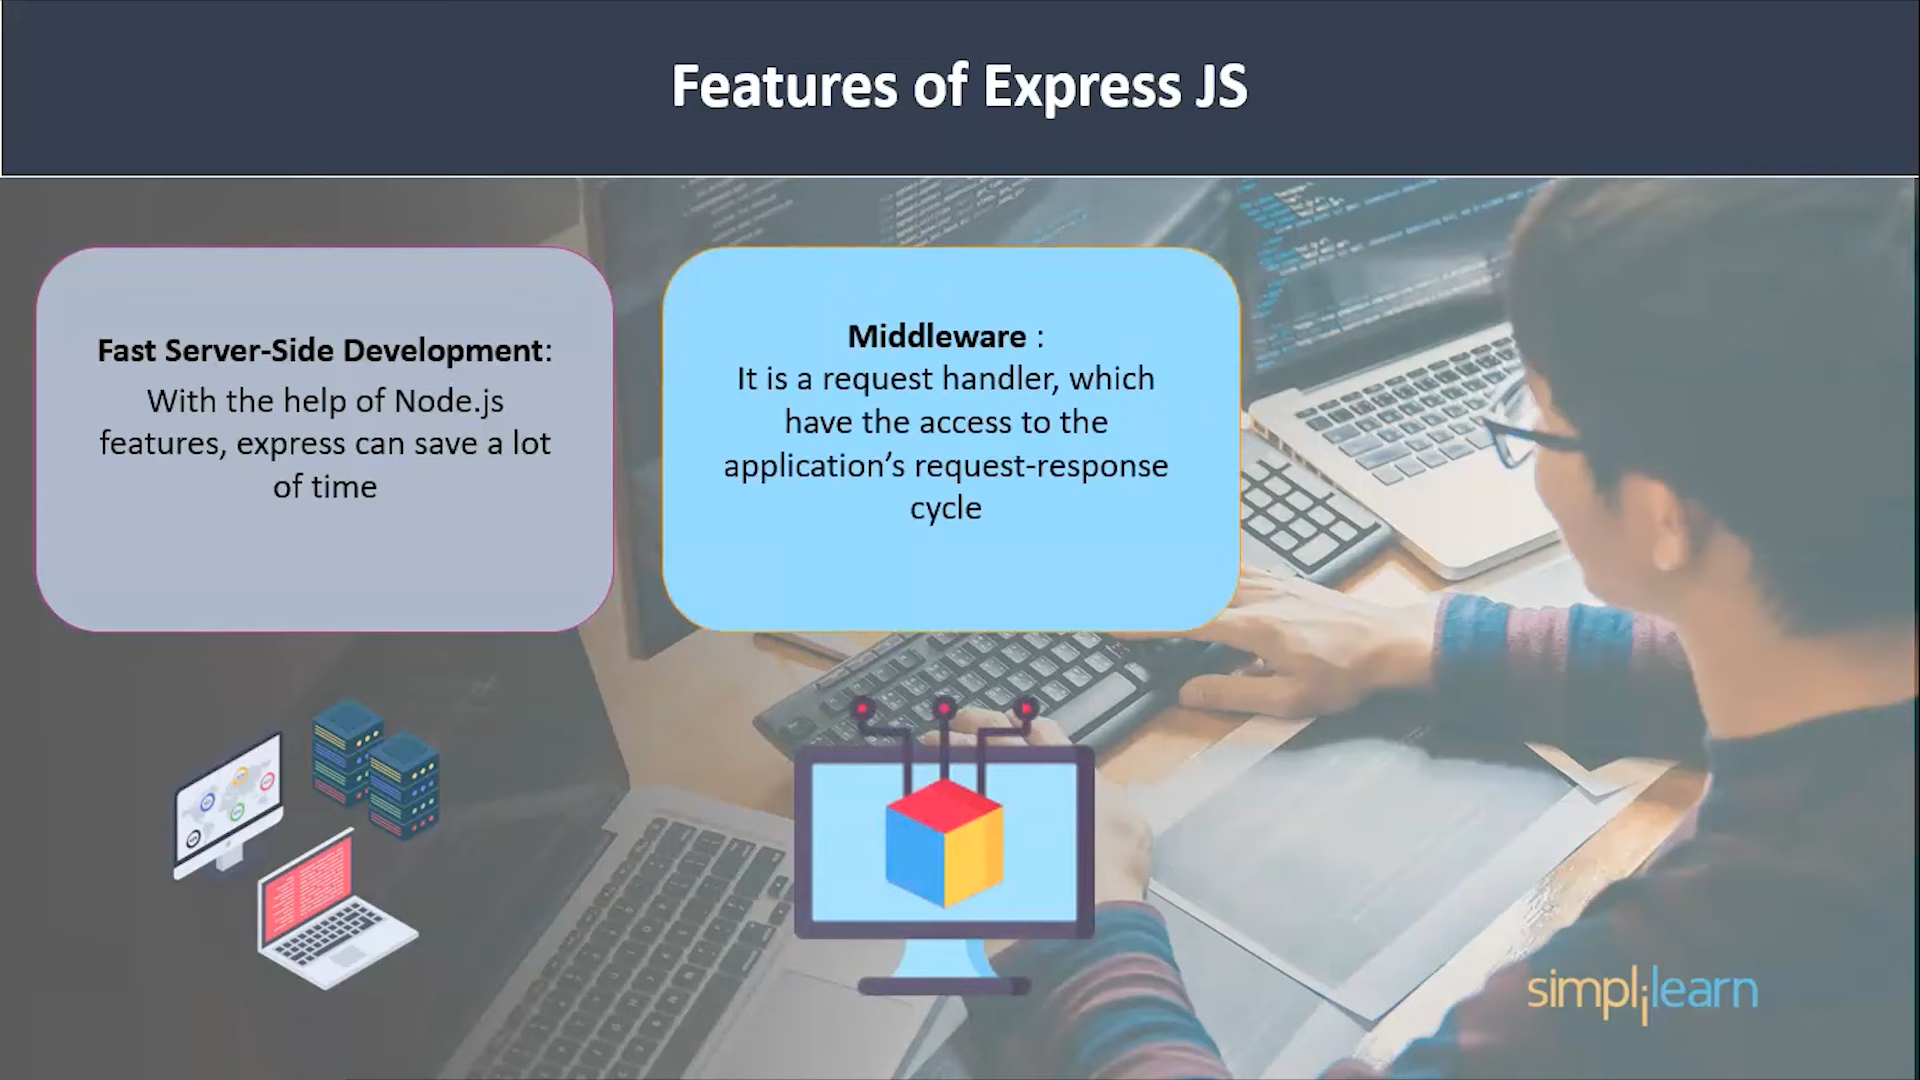 Features of Express JS
Fast Server-Side Development:
With the help of Node.js
features, express can save a lot
of time
Middleware :
It is a request handler, which
have the access to the
application’s request-response
cycle
simplilearn